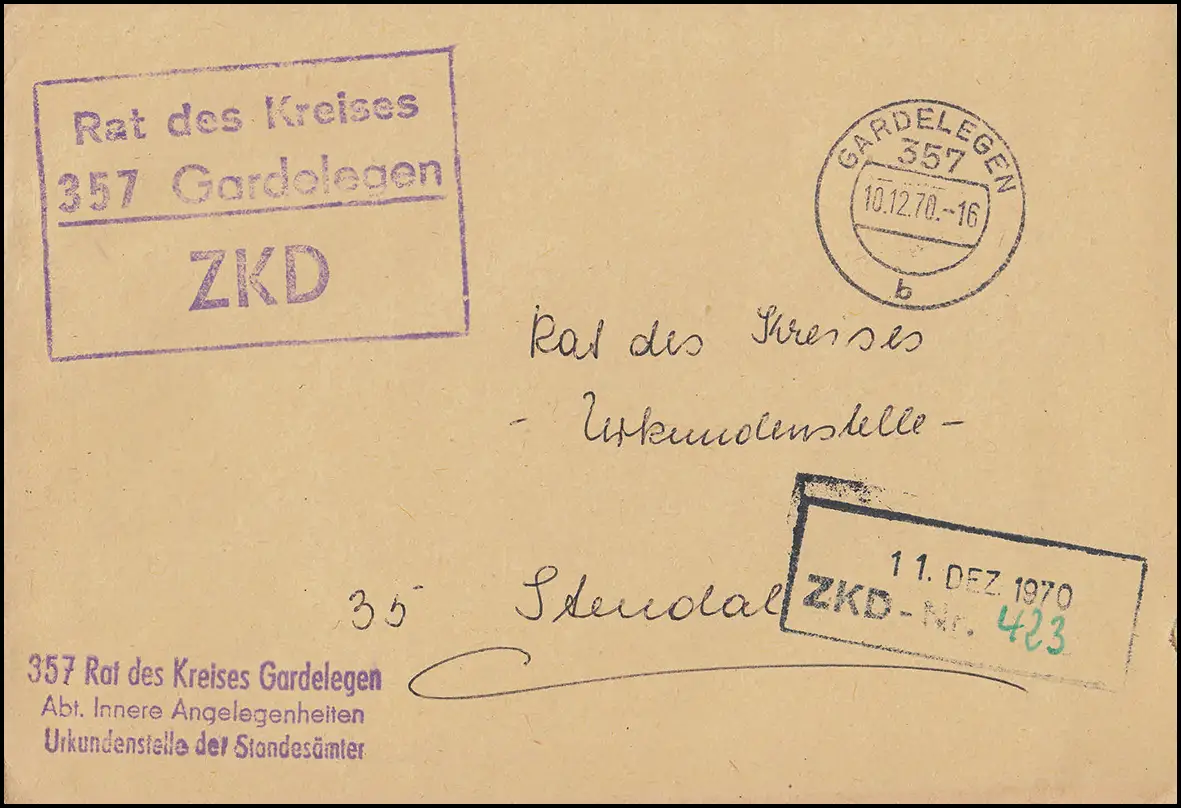 Rat des Kreises
357 Gardelegen
ZKD
GARDELEGEN
357
10.12.70.-16
b
Rat des Kreises
- Urkundenstelle -
35 Stendal
11. DEZ. 1970
ZKD-Nr. 423
357 Rat des Kreises Gardelegen
Abt. Innere Angelegenheiten
Urkundenstelle der Standesämter